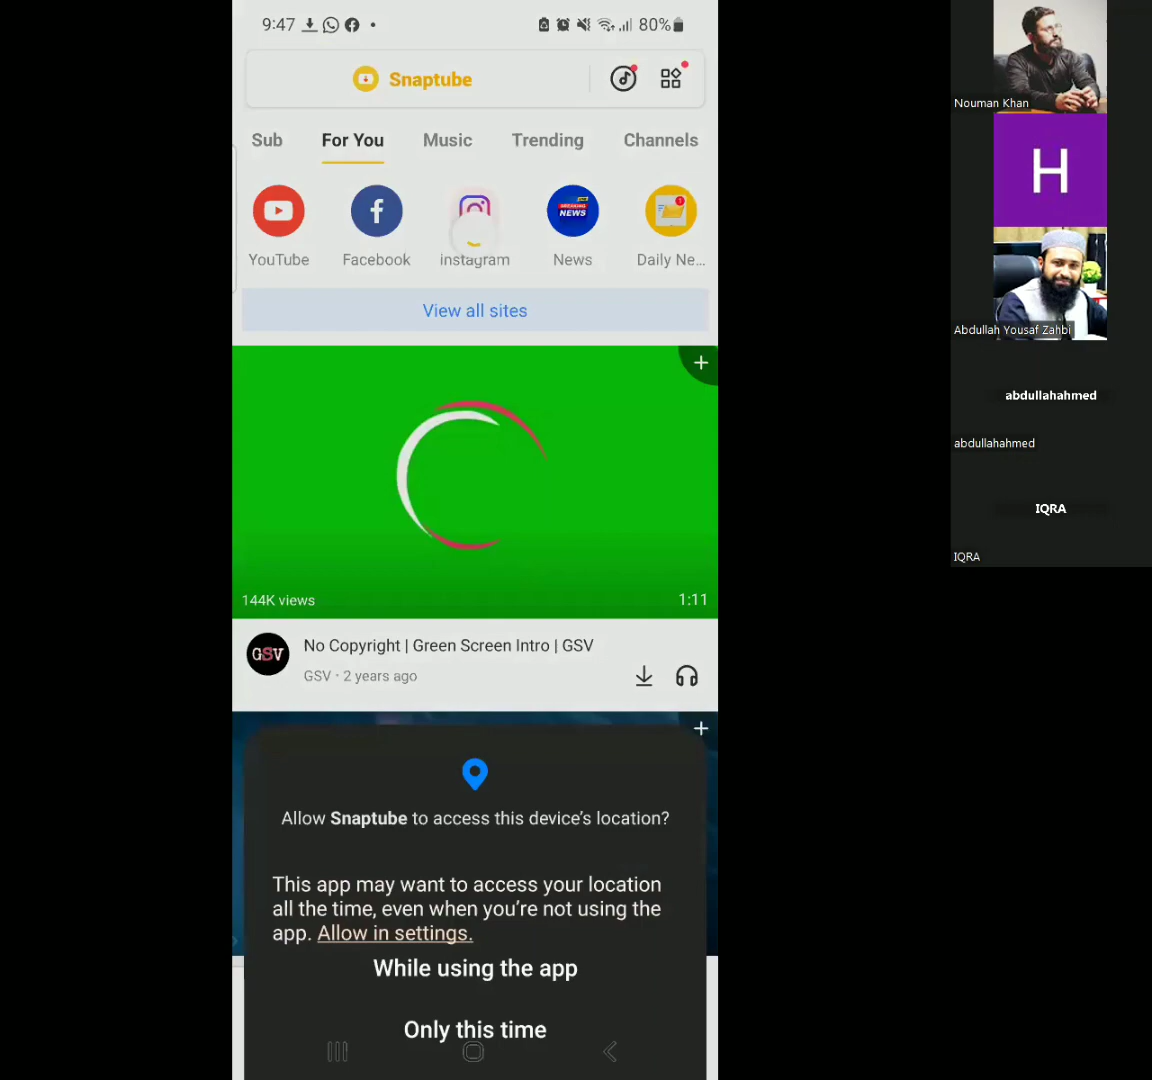 9:47
80%
Snaptube
Sub
For You
Music
Trending
Channels
YouTube
Facebook
instagram
BREAKING NEWS
News
1
Daily Ne...
View all sites
144K views
1:11
GSV
No Copyright | Green Screen Intro | GSV
GSV · 2 years ago
Allow Snaptube to access this device's location?
This app may want to access your location
all the time, even when you're not using the
app. Allow in settings.
While using the app
Only this time
Nouman Khan
H
Abdullah Yousaf Zahbi
abdullahahmed
abdullahahmed
IQRA
IQRA